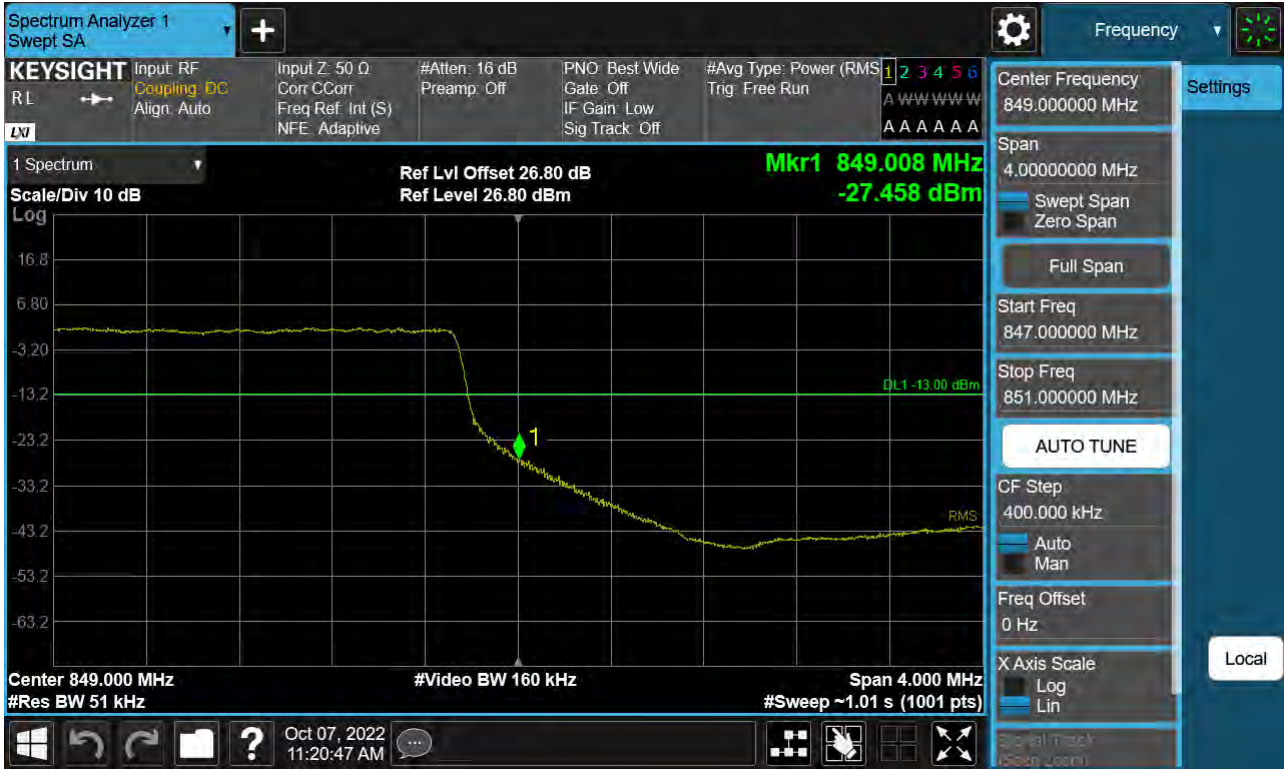 Spectrum Analyzer 1
Swept SA
+
Frequency
KEYSIGHT
R L
LXI
Input: RF
Coupling: DC
Align: Auto
Input Z: 50 Ω
Corr CCorr
Freq Ref: Int (S)
NFE: Adaptive
#Atten: 16 dB
Preamp: Off
PNO: Best Wide
Gate: Off
IF Gain: Low
Sig Track: Off
#Avg Type: Power (RMS
Trig: Free Run
1 2 3 4 5 6
A W W W W W
A A A A A A
1 Spectrum
Scale/Div 10 dB
Log
Ref Lvl Offset 26.80 dB
Ref Level 26.80 dBm
Mkr1 849.008 MHz
-27.458 dBm
16.8
6.80
-3.20
-13.2
-23.2
-33.2
-43.2
-53.2
-63.2
DL1 -13.00 dBm
1
RMS
Center 849.000 MHz
#Res BW 51 kHz
#Video BW 160 kHz
Span 4.000 MHz
#Sweep ~1.01 s (1001 pts)
Center Frequency
849.000000 MHz
Span
4.00000000 MHz
Swept Span
Zero Span
Full Span
Start Freq
847.000000 MHz
Stop Freq
851.000000 MHz
AUTO TUNE
CF Step
400.000 kHz
Auto
Man
Freq Offset
0 Hz
X Axis Scale
Log
Lin
Signal Track
(Span Zoom)
Settings
Local
?
Oct 07, 2022
11:20:47 AM